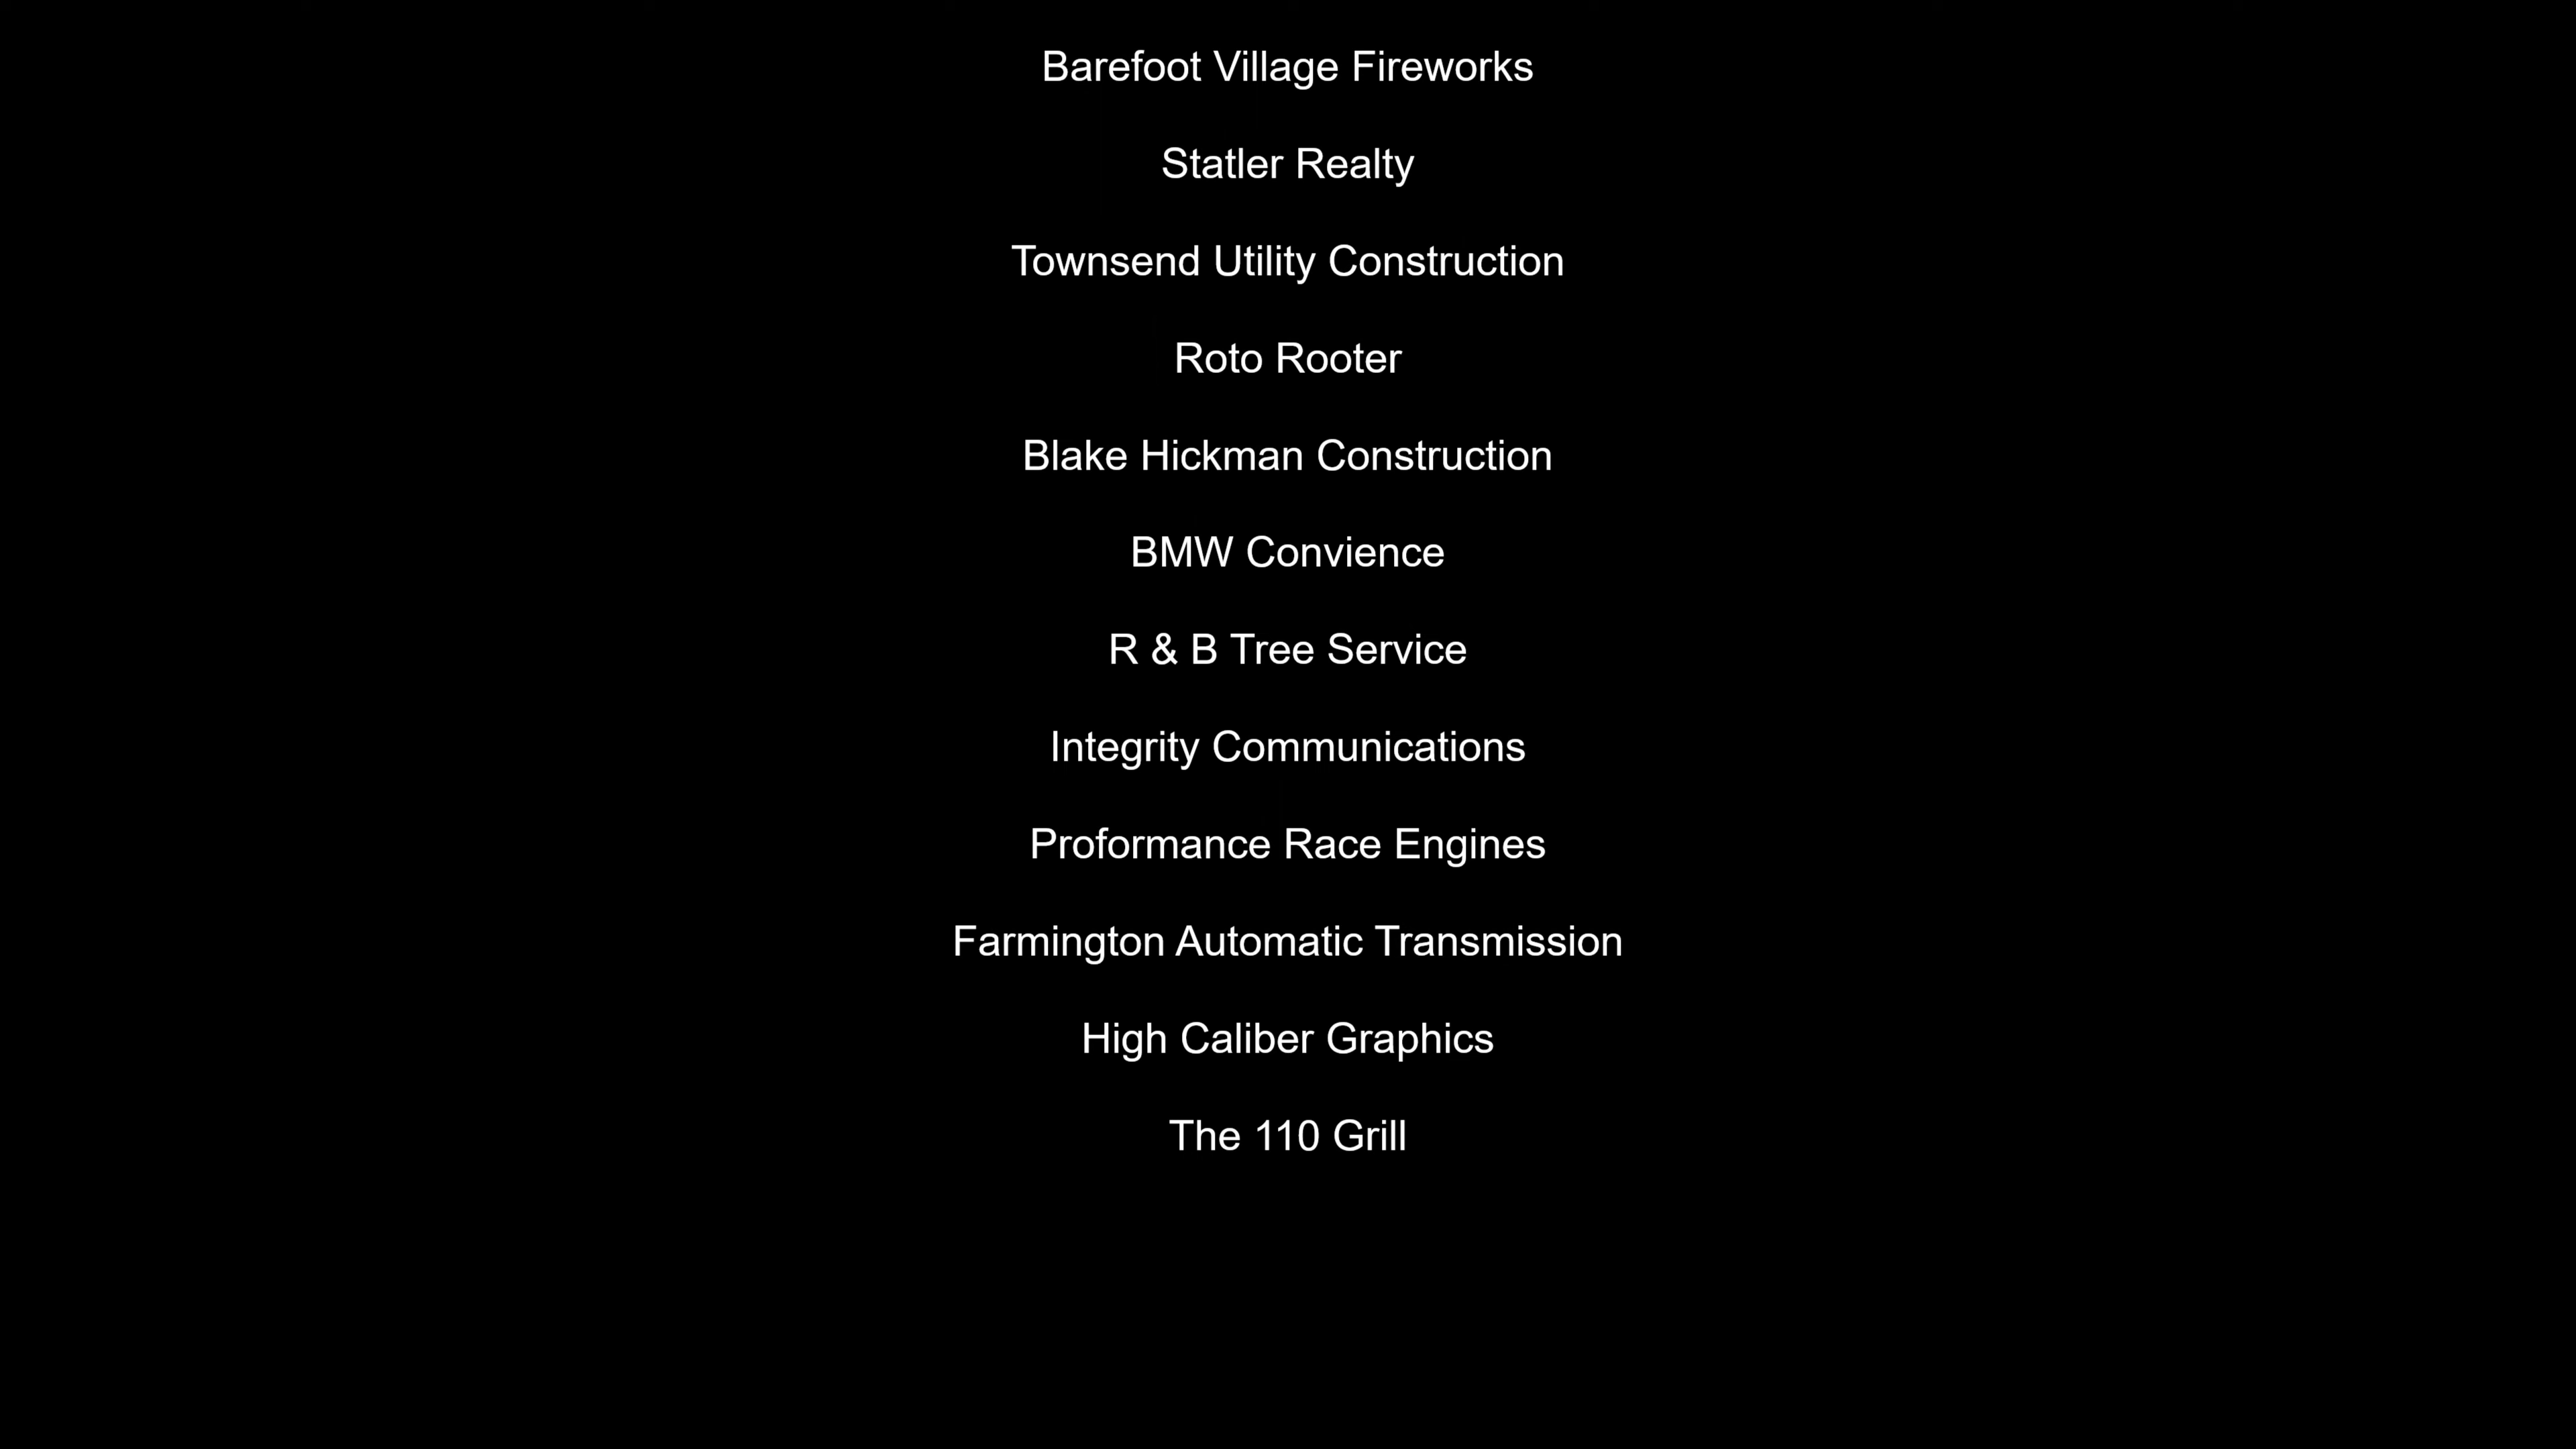 Barefoot Village Fireworks
Statler Realty
Townsend Utility Construction
Roto Rooter
Blake Hickman Construction
BMW Convience
R & B Tree Service
Integrity Communications
Proformance Race Engines
Farmington Automatic Transmission
High Caliber Graphics
The 110 Grill